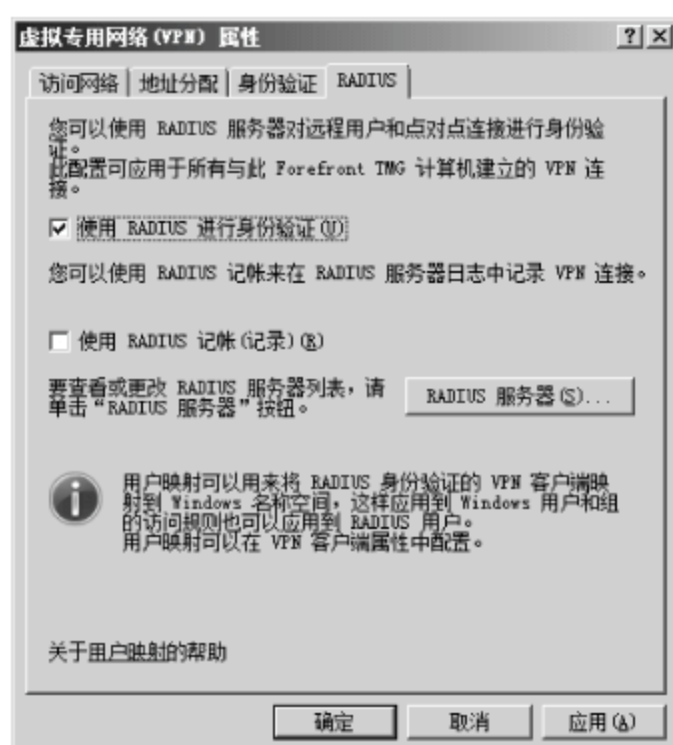 虚拟专用网络(VPN) 属性
访问网络 地址分配 身份验证 RADIUS
您可以使用 RADIUS 服务器对远程用户和点对点连接进行身份验
证。
此配置可应用于所有与此 Forefront TMG 计算机建立的 VPN 连
接。
使用 RADIUS 进行身份验证(U)
您可以使用 RADIUS 记帐来在 RADIUS 服务器日志中记录 VPN 连接。
使用 RADIUS 记帐(记录)(R)
要查看或更改 RADIUS 服务器列表，请
单击“RADIUS 服务器”按钮。
RADIUS 服务器(S)...
用户映射可以用来将 RADIUS 身份验证的 VPN 客户端映
射到 Windows 名称空间，这样应用到 Windows 用户和组
的访问规则也可以应用到 RADIUS 用户。
用户映射可以在 VPN 客户端属性中配置。
关于用户映射的帮助
确定 取消 应用(A)